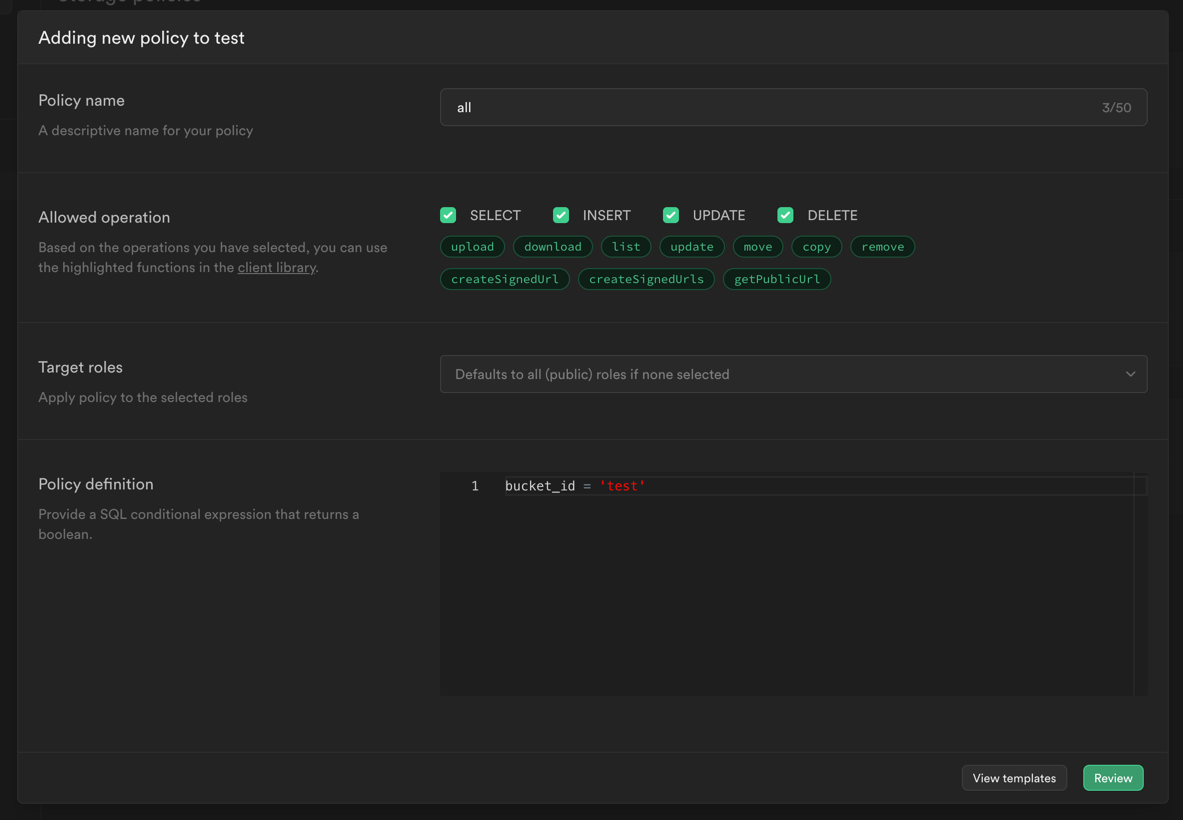 Storage policies
Adding new policy to test
Policy name
A descriptive name for your policy
all
3/50
Allowed operation
Based on the operations you have selected, you can use
the highlighted functions in the client library.
SELECT INSERT UPDATE DELETE
upload download list update move copy remove
createSignedUrl createSignedUrls getPublicUrl
Target roles
Apply policy to the selected roles
Defaults to all (public) roles if none selected
Policy definition
Provide a SQL conditional expression that returns a
boolean.
1 bucket_id = 'test'
View templates Review